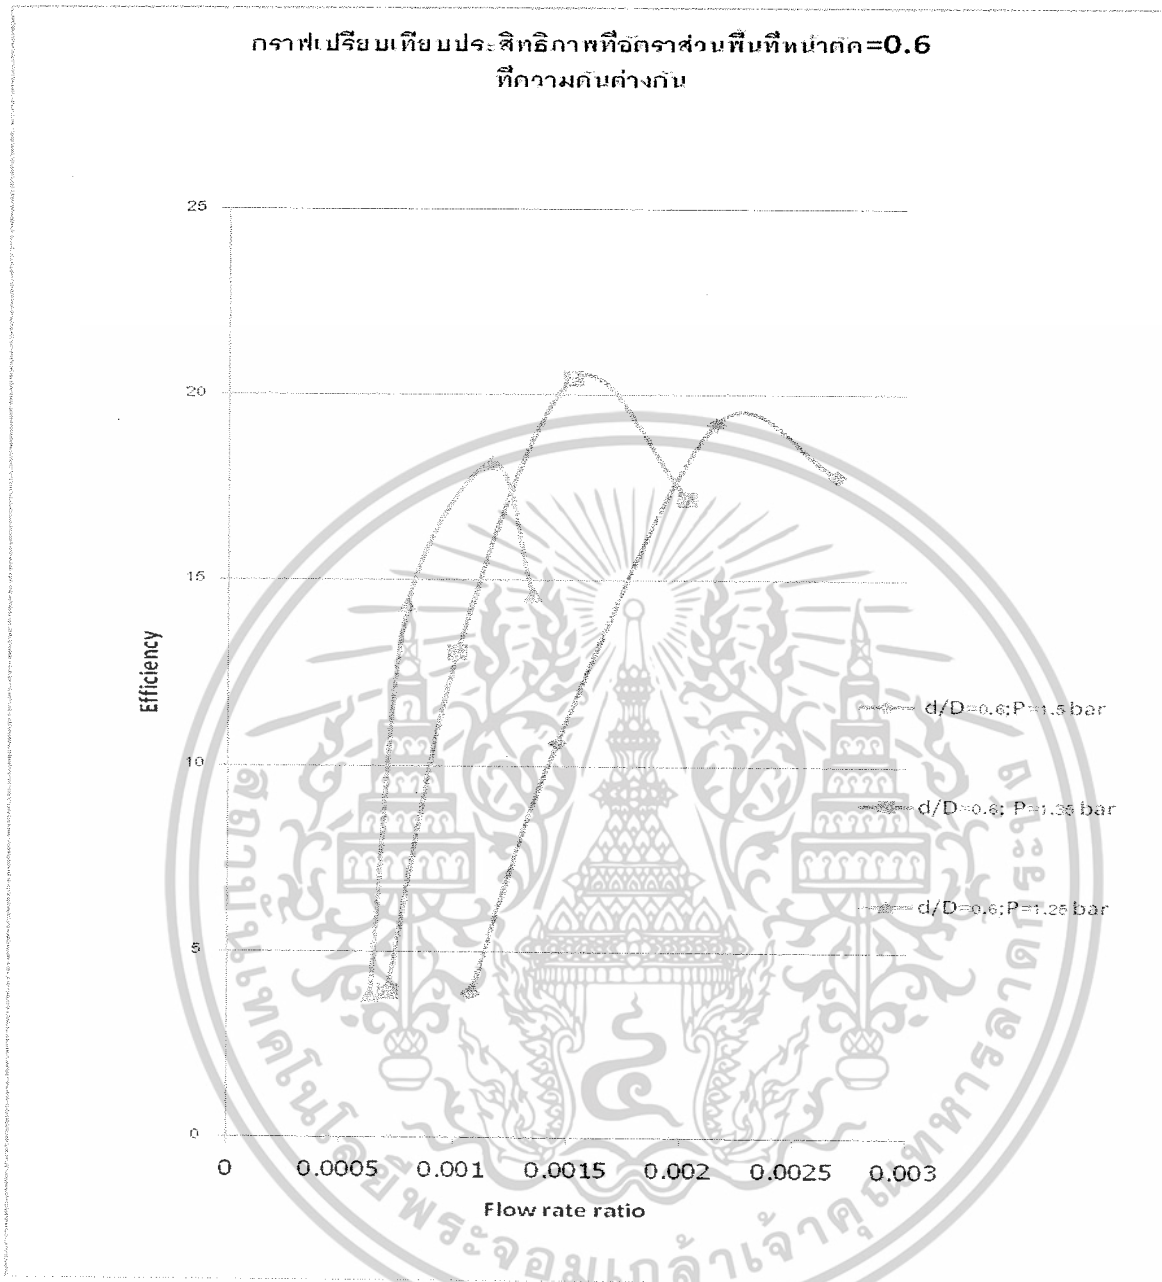 กราฟเปรียบเทียบประสิทธิภาพที่อัตราส่วนพื้นที่หน้าตัด=0.6
ที่ความดันต่างกัน
25
20
15
10
5
0
Efficiency
0 0.0005 0.001 0.0015 0.002 0.0025 0.003
Flow rate ratio
d/D=0.6;P=1.5 bar
d/D=0.6; P=1.35 bar
d/D=0.6;P=1.25 bar